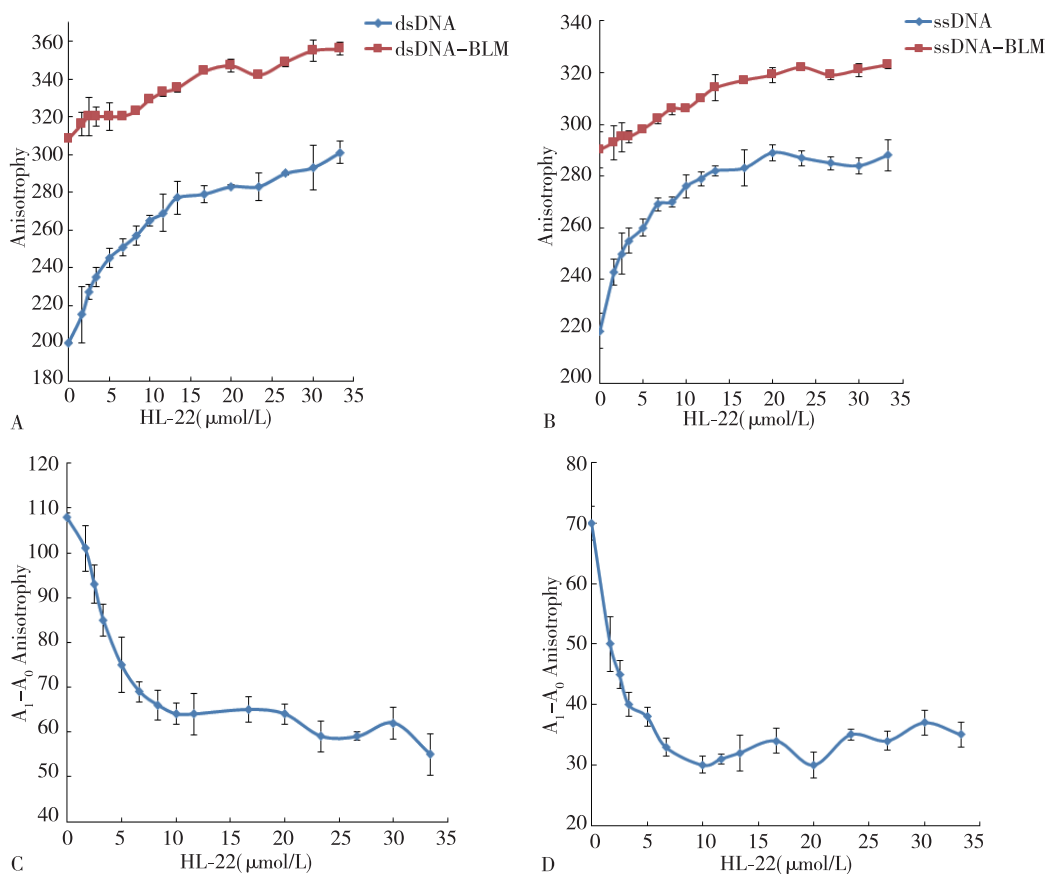 dsDNA
dsDNA-BLM
Anisotrophy
360
340
320
300
280
260
240
220
200
180
0 5 10 15 20 25 30 35
HL-22(μmol/L)
A
ssDNA
ssDNA-BLM
Anisotrophy
340
320
300
280
260
240
220
200
0 5 10 15 20 25 30 35
HL-22(μmol/L)
B
A₁-A₀ Anisotrophy
120
110
100
90
80
70
60
50
40
0 5 10 15 20 25 30 35
HL-22(μmol/L)
C
A₁-A₀ Anisotrophy
80
70
60
50
40
30
20
0 5 10 15 20 25 30 35
HL-22(μmol/L)
D